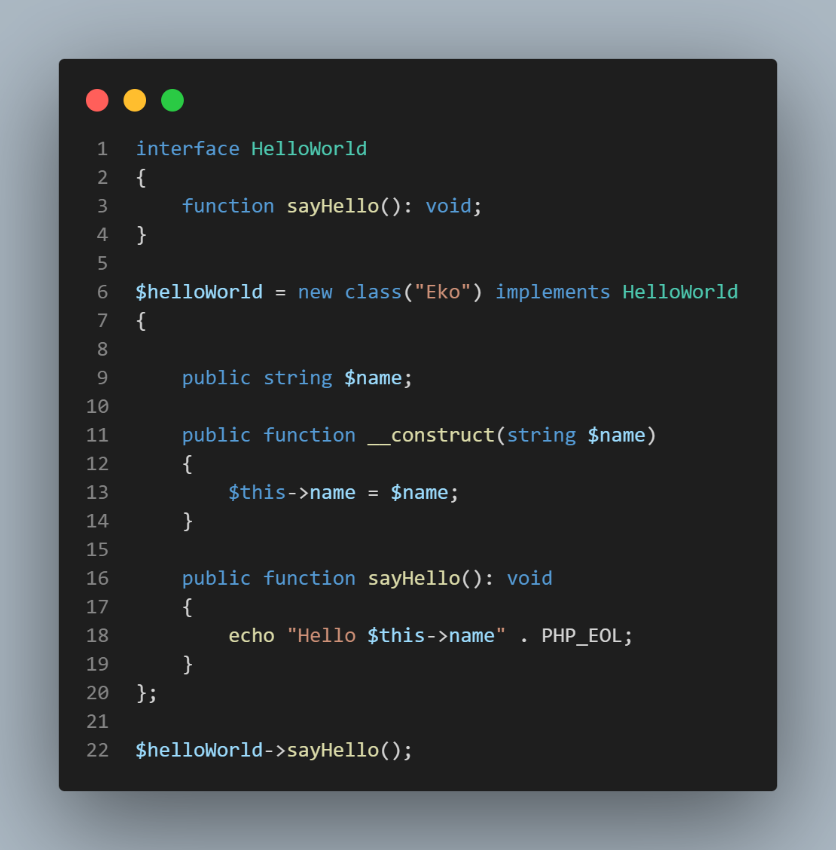 1 interface HelloWorld
2 {
3     function sayHello(): void;
4 }
5
6 $helloWorld = new class("Eko") implements HelloWorld
7 {
8
9     public string $name;
10
11     public function __construct(string $name)
12     {
13         $this->name = $name;
14     }
15
16     public function sayHello(): void
17     {
18         echo "Hello $this->name" . PHP_EOL;
19     }
20 };
21
22 $helloWorld->sayHello();